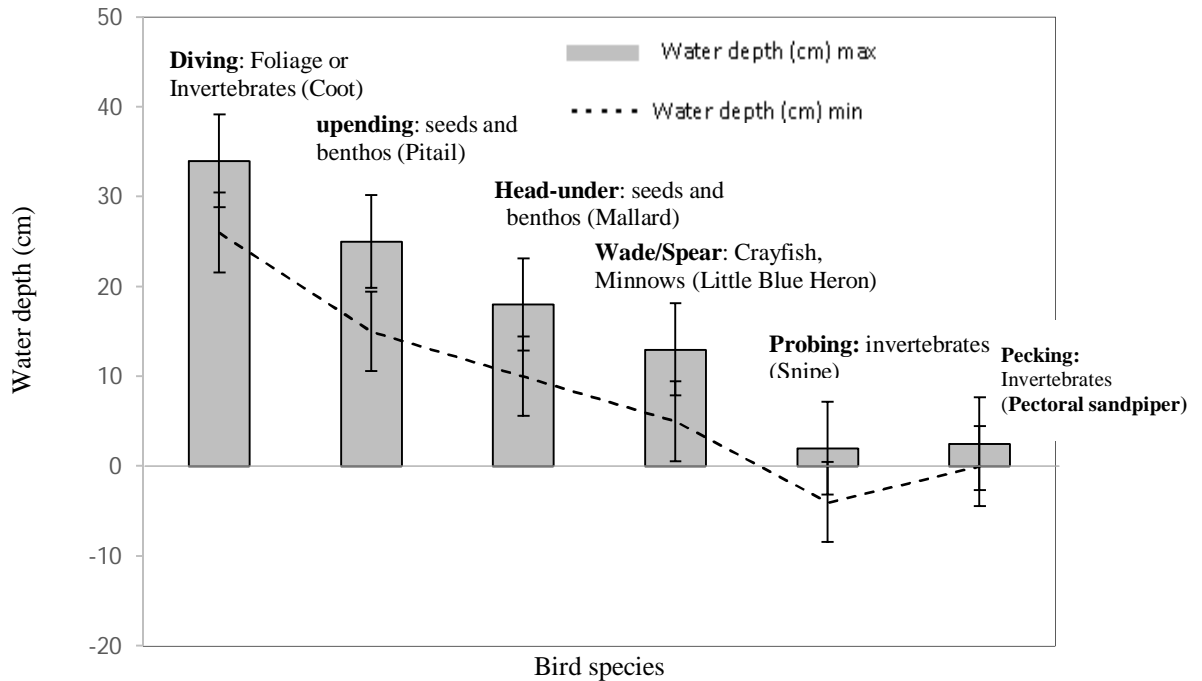 50
40
30
20
10
0
-10
-20
Water depth (cm)
Water depth (cm) max
Water depth (cm) min
Diving: Foliage or
Invertebrates (Coot)
upending: seeds and
benthos (Pitail)
Head-under: seeds and
benthos (Mallard)
Wade/Spear: Crayfish,
Minnows (Little Blue Heron)
Probing: invertebrates
(Snipe)
Pecking:
Invertebrates
(Pectoral sandpiper)
Bird species